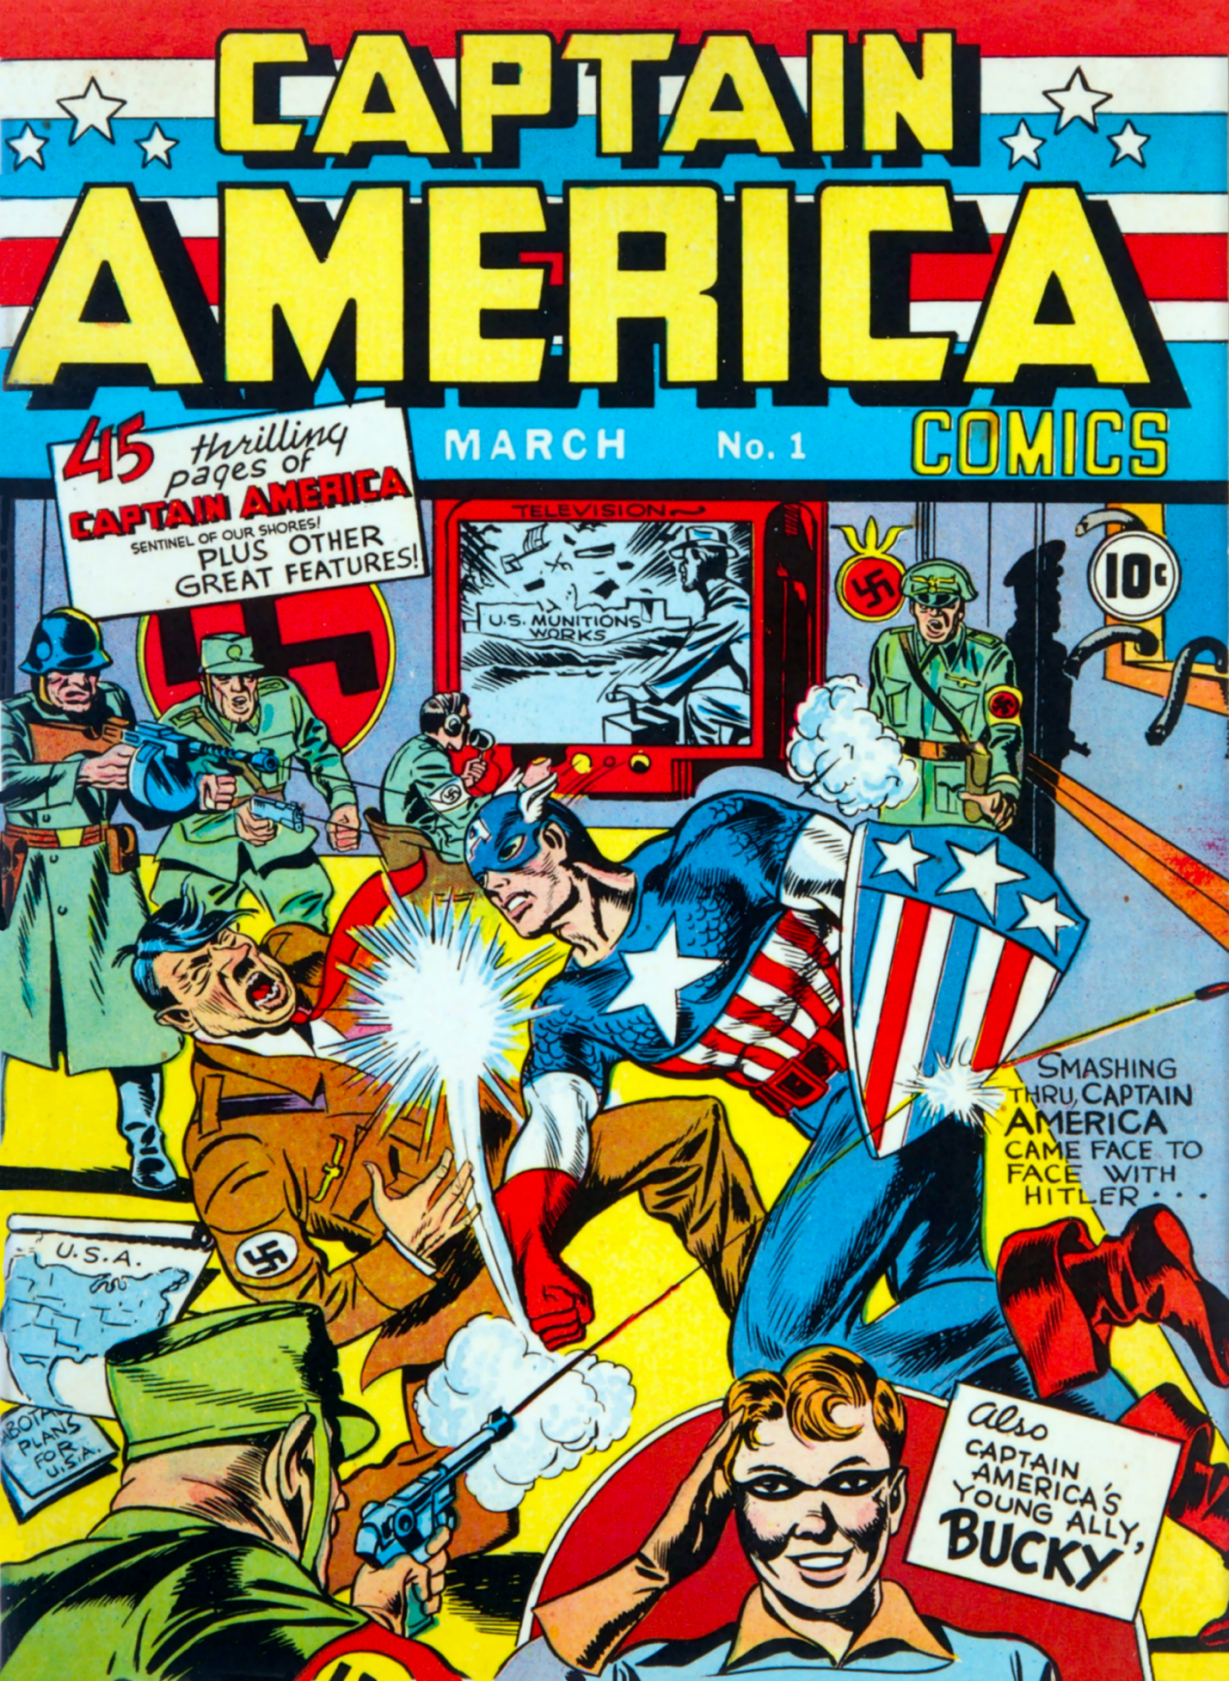 CAPTAIN
AMERICA
COMICS
MARCH No. 1
45 thrilling
pages of
CAPTAIN AMERICA
SENTINEL OF OUR SHORES!
PLUS OTHER
GREAT FEATURES!
TELEVISION
U.S. MUNITIONS
WORKS
10¢
SMASHING
THRU, CAPTAIN
AMERICA
CAME FACE TO
FACE WITH
HITLER...
U.S.A.
PLANS
FOR
U.S.A.
Also
CAPTAIN
AMERICA'S
YOUNG ALLY,
BUCKY